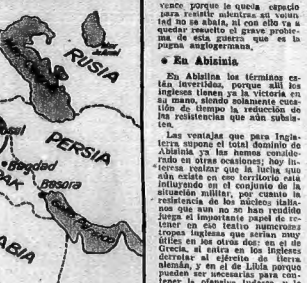 RUSIA
PERSIA
Bagdad
Basora
ABIA
vence porque le queda espacio
para resistir mientras su volun
tad no se abata, ni con ello va a
quedar resuelto el grave proble-
ma de esta guerra que es la
pugna anglogermana.
● En Abisinia
En Abisinia los términos es-
tán invertidos, porque allí los
ingleses tienen ya la victoria en
su mano, siendo solamente cues-
tión de tiempo la reducción de
las resistencias que aún subsis-
ten.
Las ventajas que para Ingla-
terra supone el total dominio de
Abisinia ya las hemos conside-
rado en otras ocasiones; hoy in-
teresa realzar que la lucha que
aún existe en ese territorio está
influyendo en el conjunto de la
situación militar, por cuanto la
resistencia de los núcleos italia-
nos que aun no se han rendido
juega el importante papel de re-
tener en ese teatro numerosas
tropas inglesas que serían muy
útiles en los otros dos: en el de
Grecia, si entra en los ingleses
derrotar al ejército de tierra
alemán, y en el de Libia porque
pueden ser necesarias para con-
tener la ofensiva